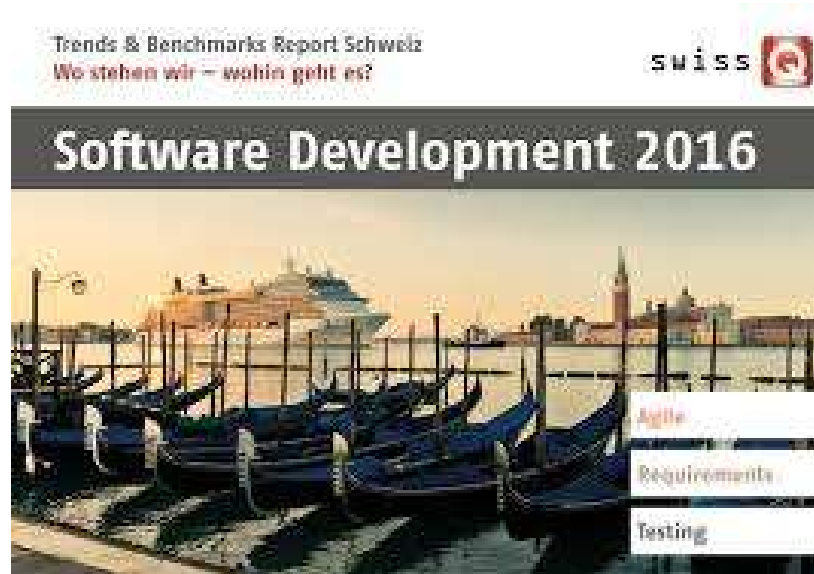 Trends & Benchmarks Report Schweiz
Wo stehen wir – wohin geht es?
swiss Q
Software Development 2016
Agile
Requirements
Testing